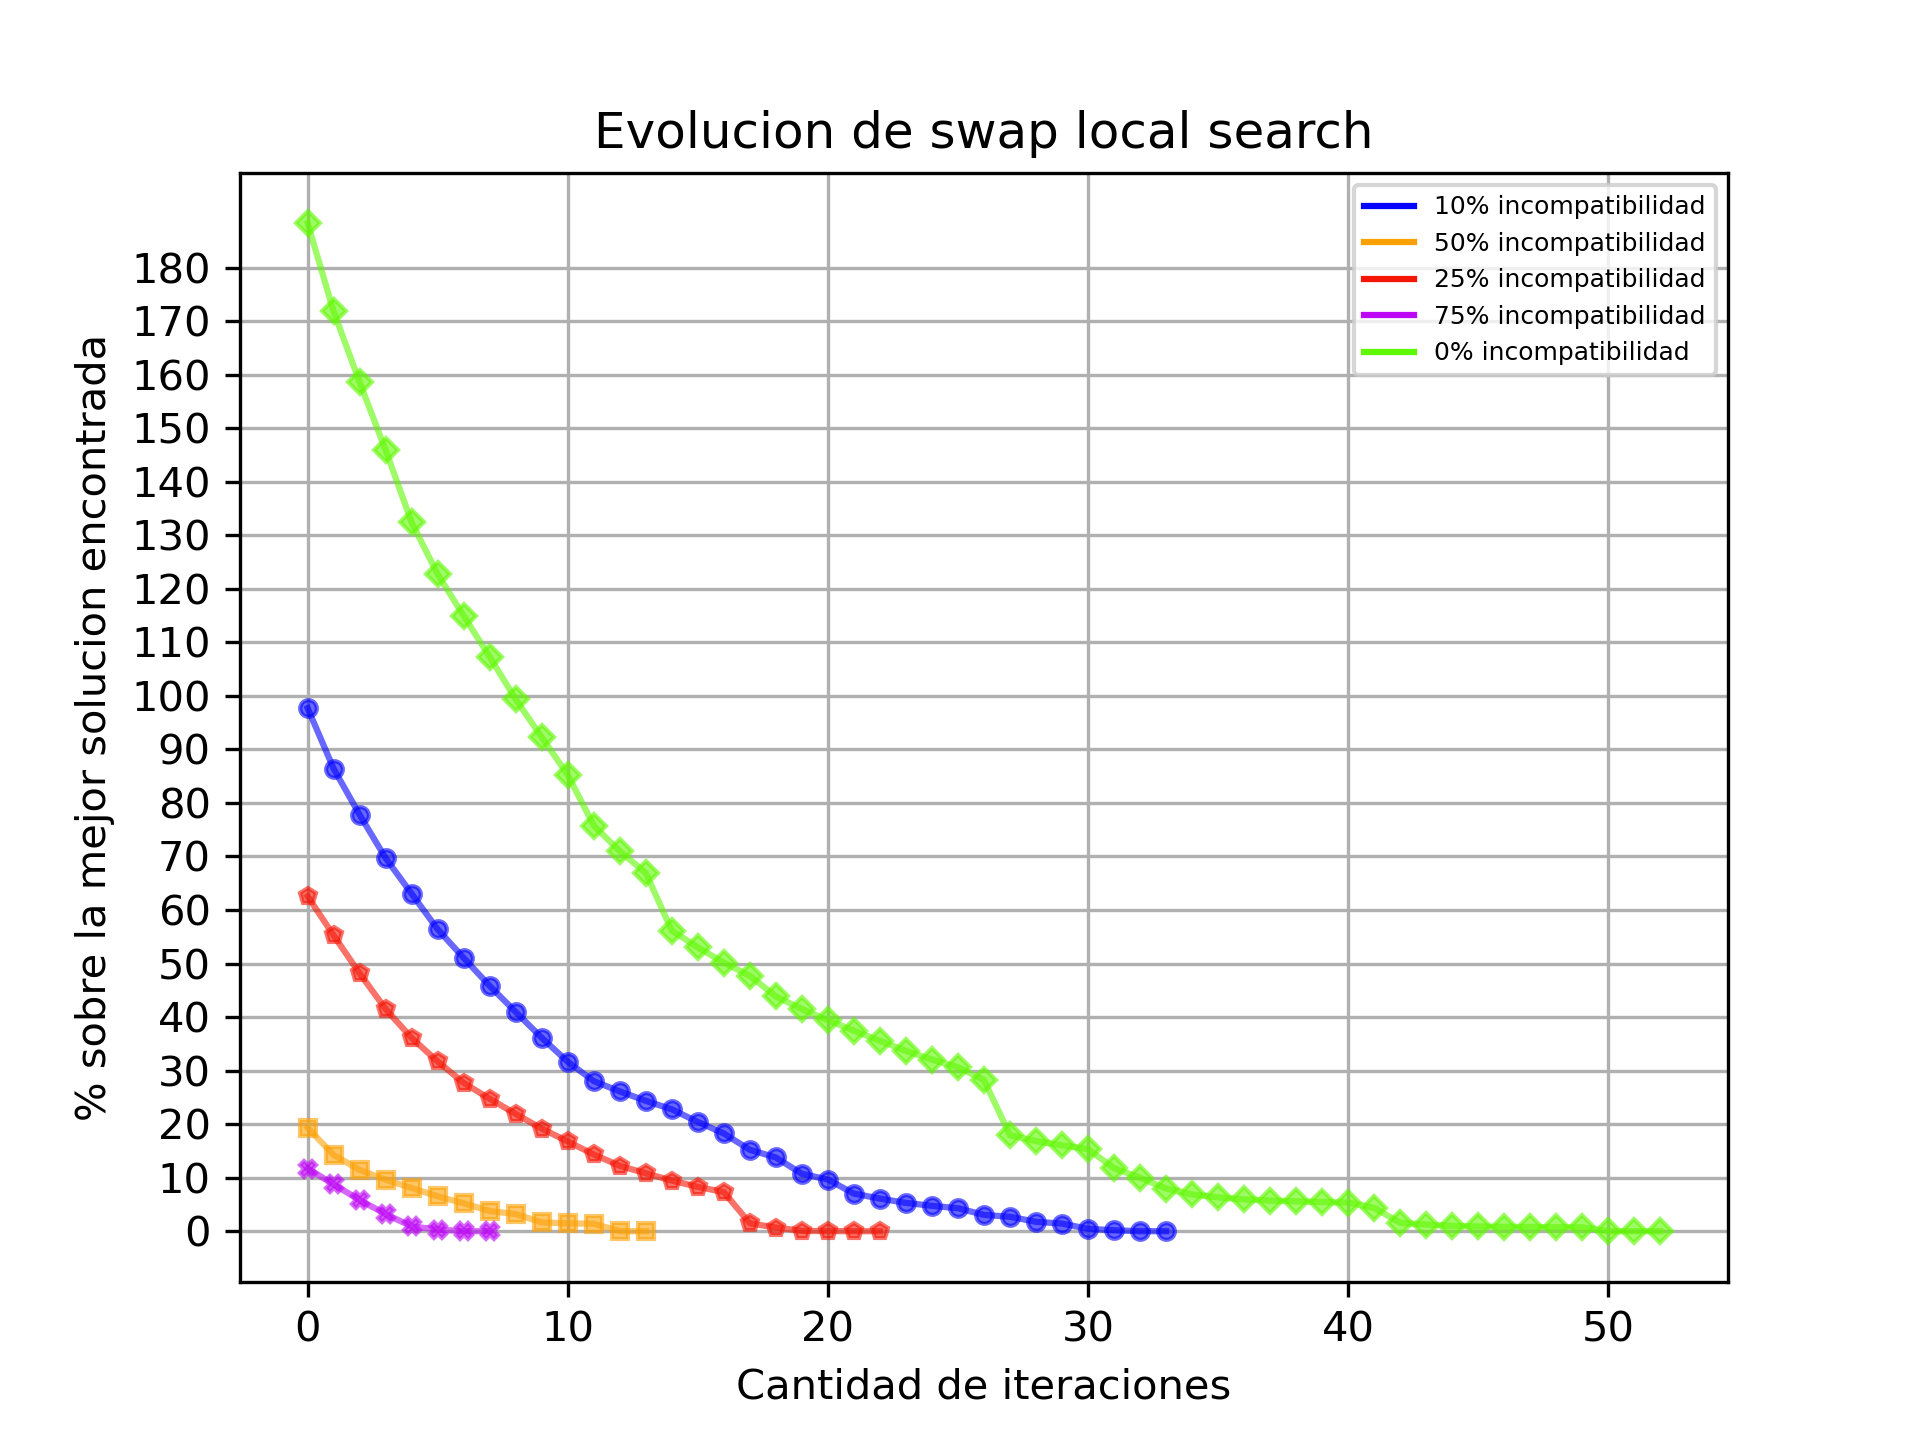 Evolucion de swap local search
10% incompatibilidad
50% incompatibilidad
25% incompatibilidad
75% incompatibilidad
0% incompatibilidad
% sobre la mejor solucion encontrada
180
170
160
150
140
130
120
110
100
90
80
70
60
50
40
30
20
10
0
0 10 20 30 40 50
Cantidad de iteraciones